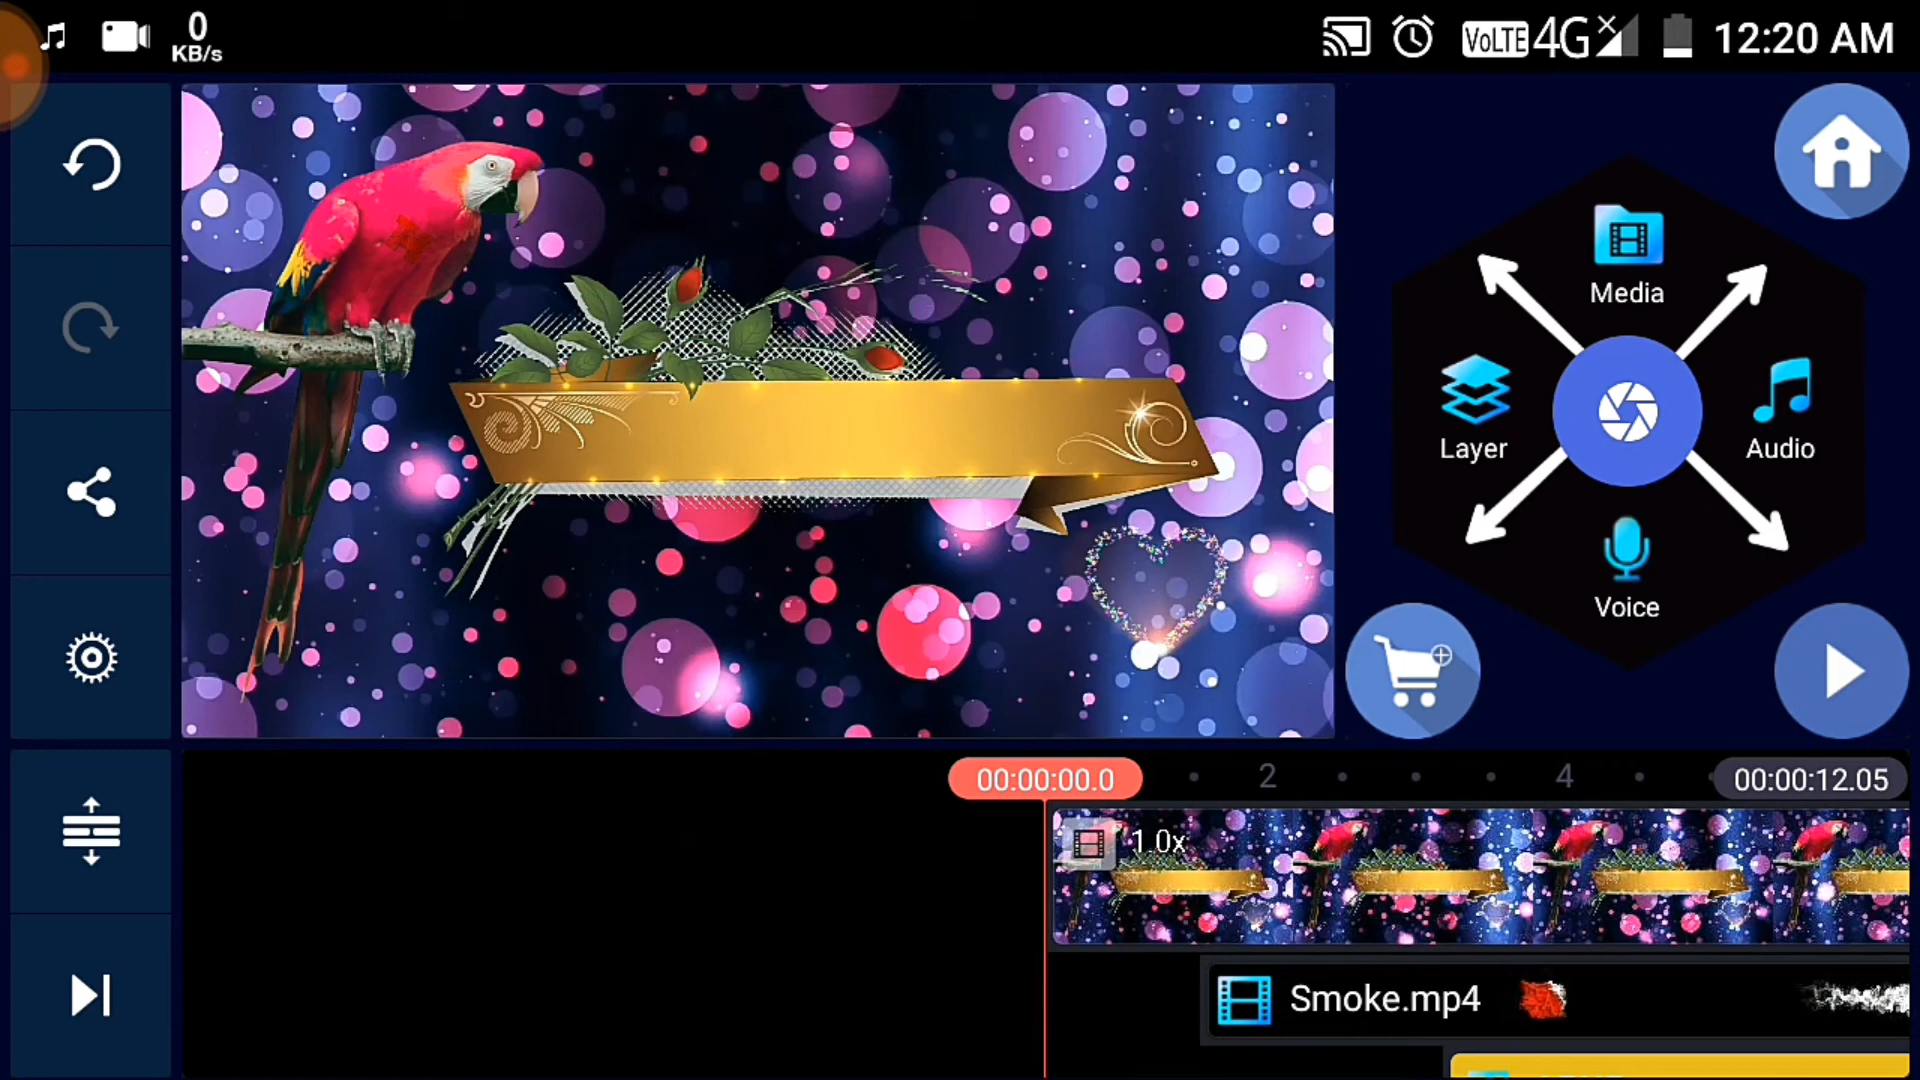 0
KB/s
VoLTE 4G 12:20 AM
Media
Layer
Audio
Voice
00:00:00.0 2 4 00:00:12.05
1.0x
Smoke.mp4